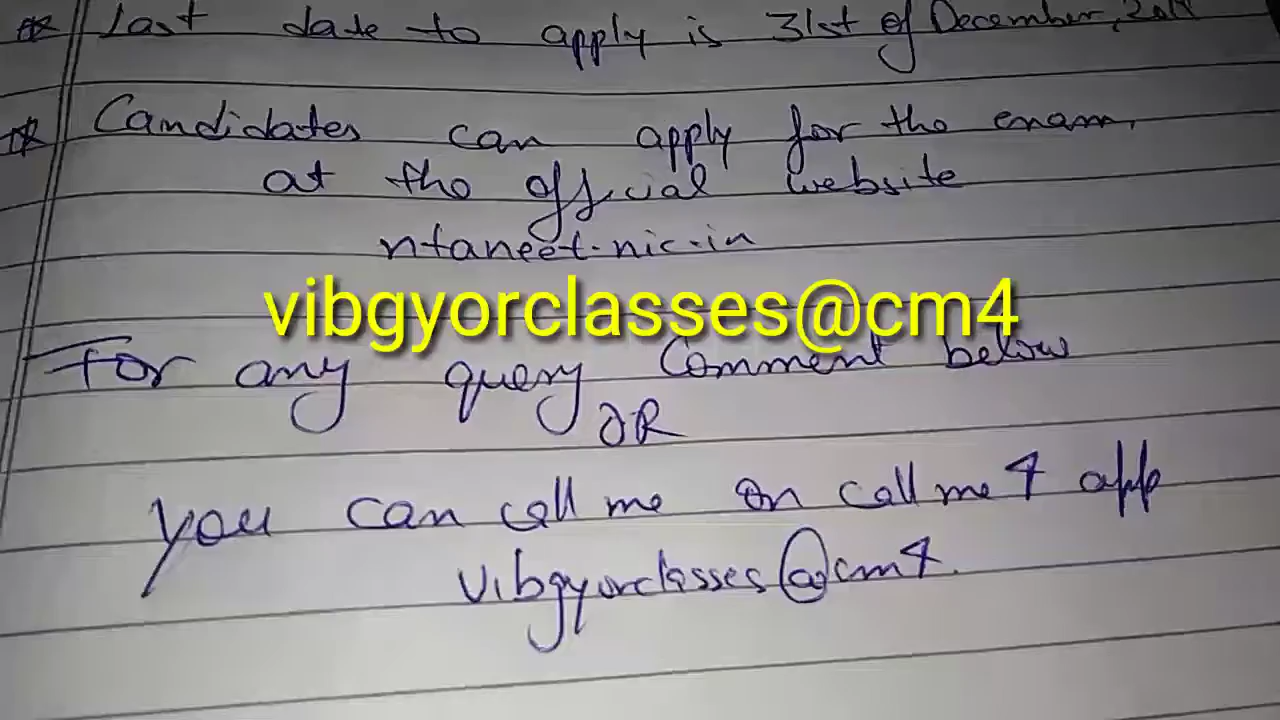 * Last date to apply is 31st of December,
* Candidates can apply for the enam.
at the official website
ntaneet.nic.in
vibgyorclasses@cm4
For any query Comment below
OR
you can call me on call me 4 app
vibgyorclasses@cm4.